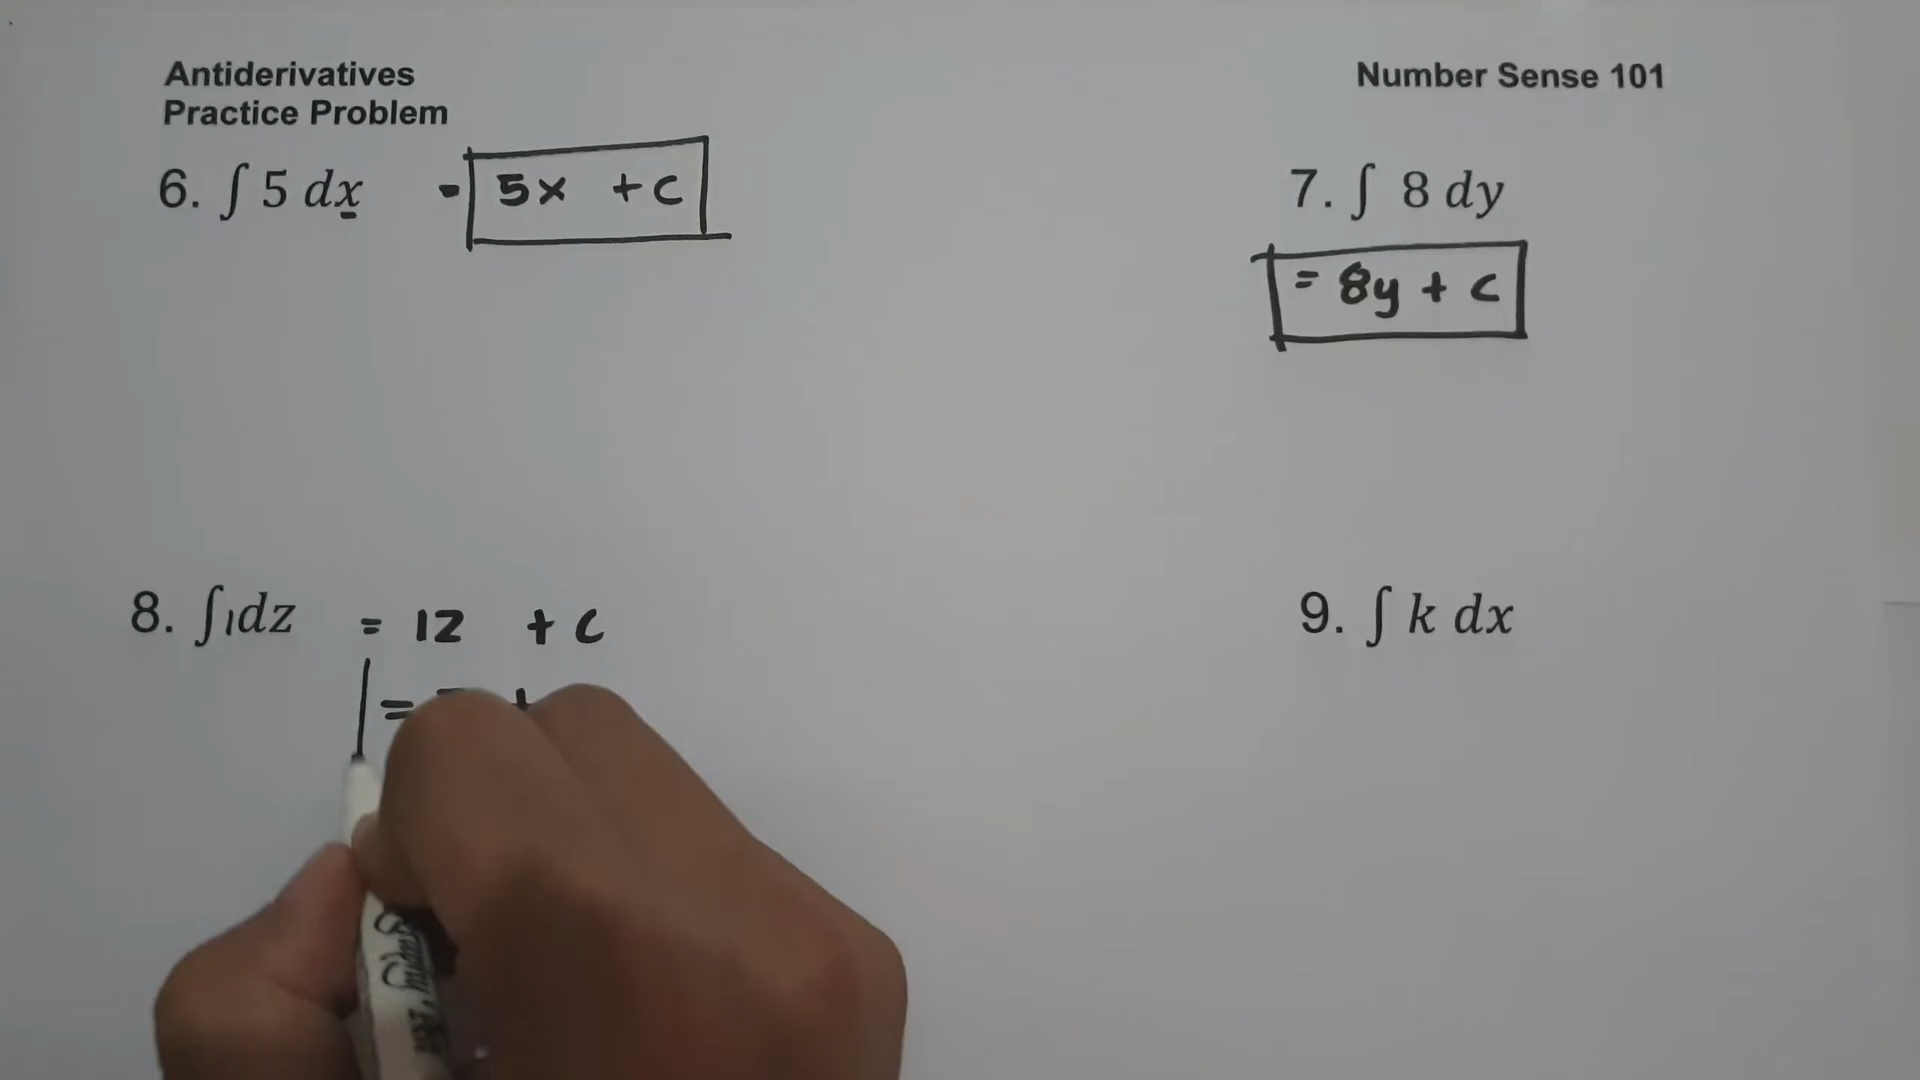 Antiderivatives
Practice Problem
Number Sense 101
6. ∫ 5 dx = 5x + c
7. ∫ 8 dy
= 8y + c
8. ∫1dz = 1z + c
=
9. ∫ k dx